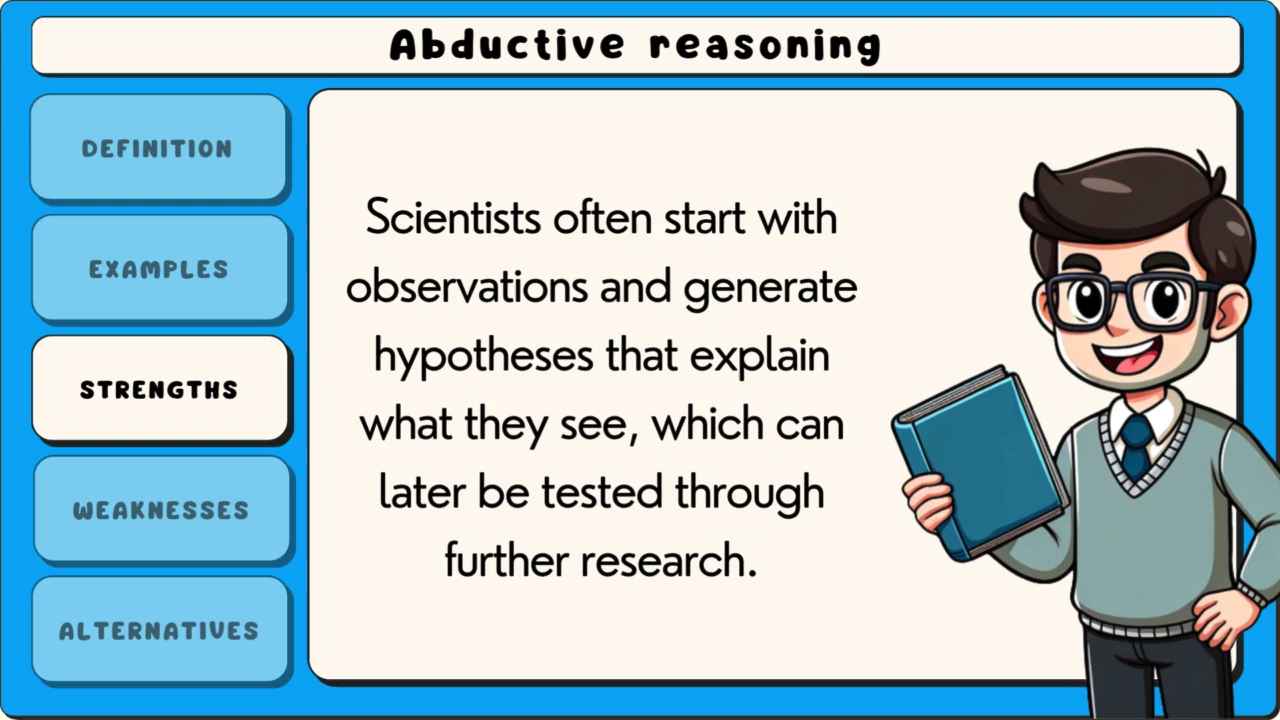 Abductive reasoning
DEFINITION
EXAMPLES
STRENGTHS
WEAKNESSES
ALTERNATIVES
Scientists often start with
observations and generate
hypotheses that explain
what they see, which can
later be tested through
further research.